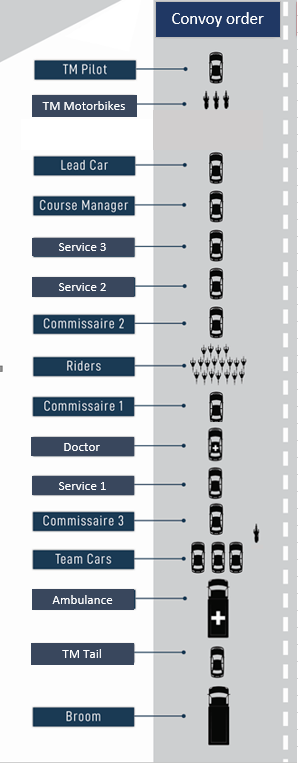 Convoy order
TM Pilot
TM Motorbikes
Lead Car
Course Manager
Service 3
Service 2
Commissaire 2
Riders
Commissaire 1
Doctor
Service 1
Commissaire 3
Team Cars
Ambulance
TM Tail
Broom